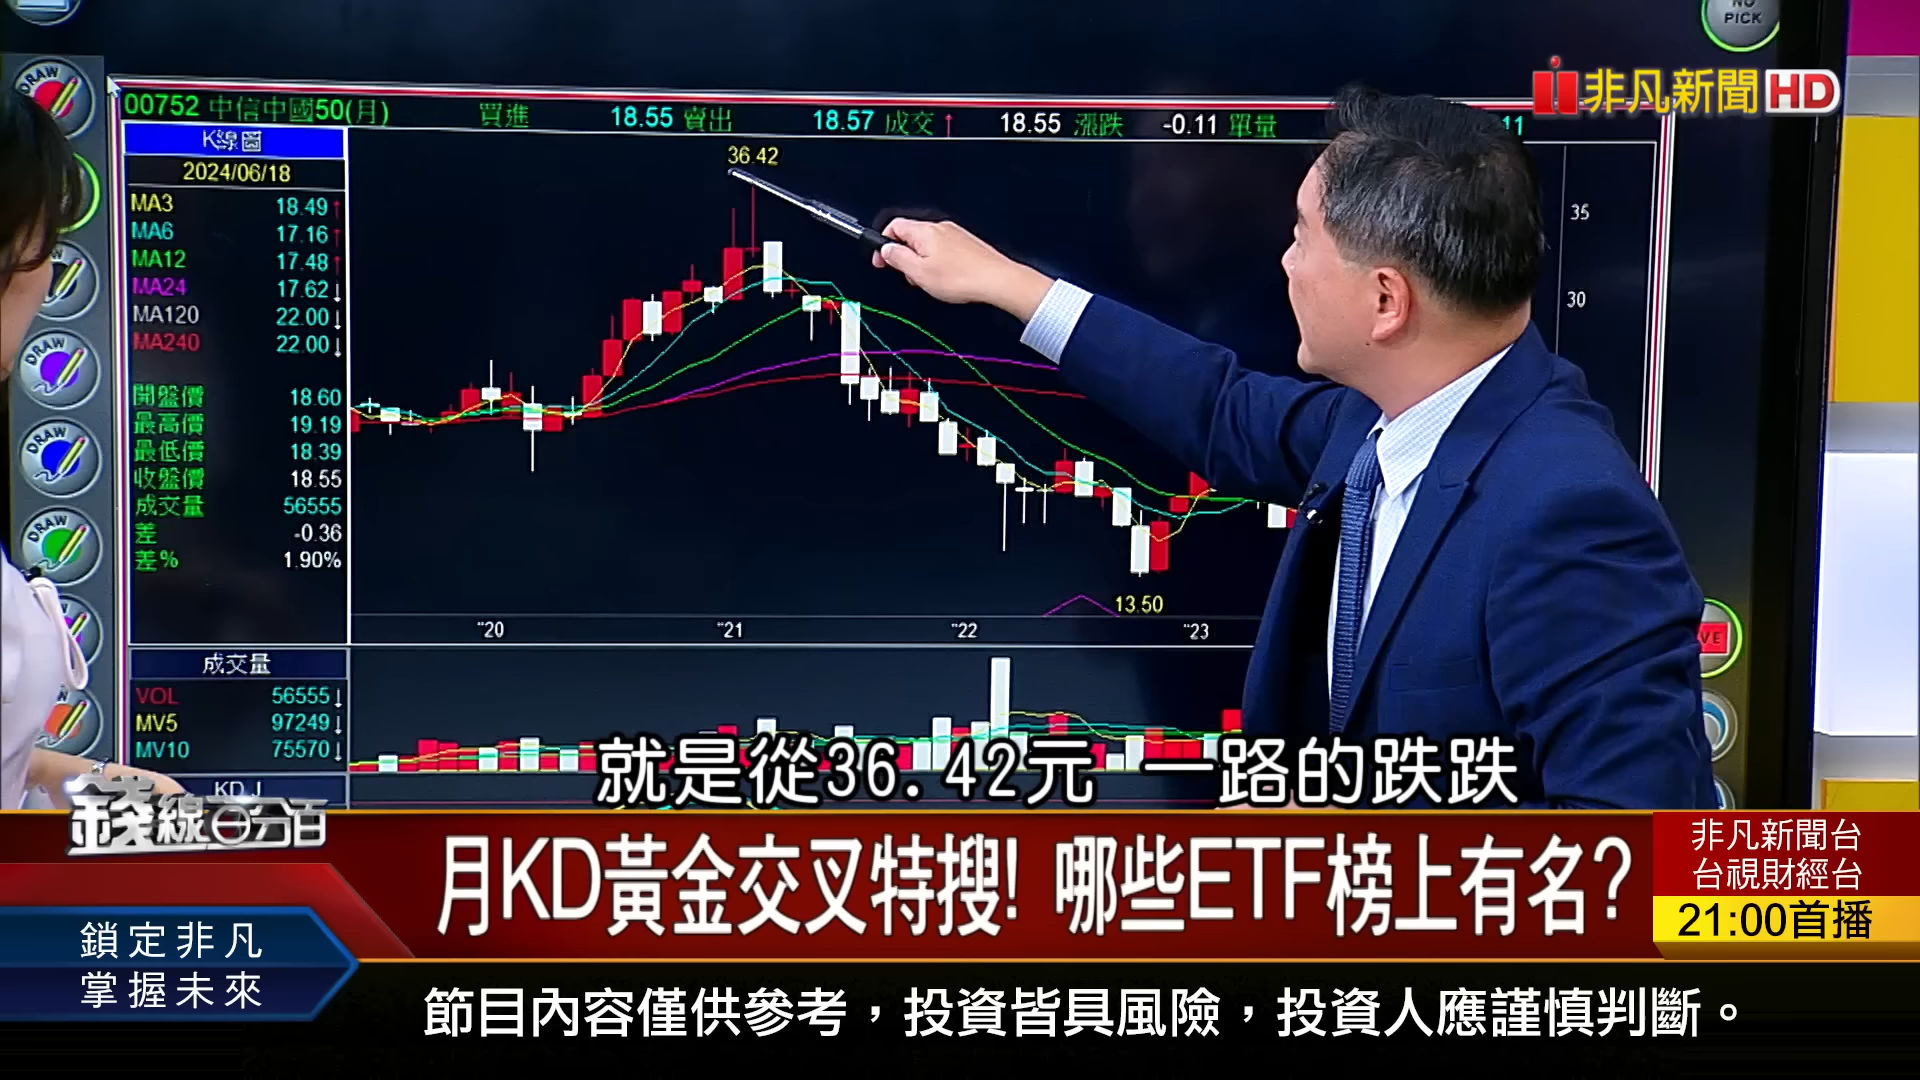 NO
PICK
非凡新聞HD
DRAW
00752 中信中國50(月) 買進 18.55 賣出 18.57 成交↑ 18.55 漲跌 -0.11 單量 11
K線圖
2024/06/18
MA3 18.49↑
MA6 17.16↑
MA12 17.48↑
MA24 17.62↓
MA120 22.00↓
MA240 22.00↓
開盤價 18.60
最高價 19.19
最低價 18.39
收盤價 18.55
成交量 56555
差 -0.36
差% 1.90%
36.42
35
30
13.50
"20 "21 "22 "23
DRAW
DRAW
DRAW
成交量
VOL 56555↓
MV5 97249↓
MV10 75570↓
KDJ
就是從36.42元 一路的跌跌
錢線百分百
月KD黃金交叉特搜! 哪些ETF榜上有名?
非凡新聞台
台視財經台
21:00首播
鎖定非凡
掌握未來
節目內容僅供參考，投資皆具風險，投資人應謹慎判斷。